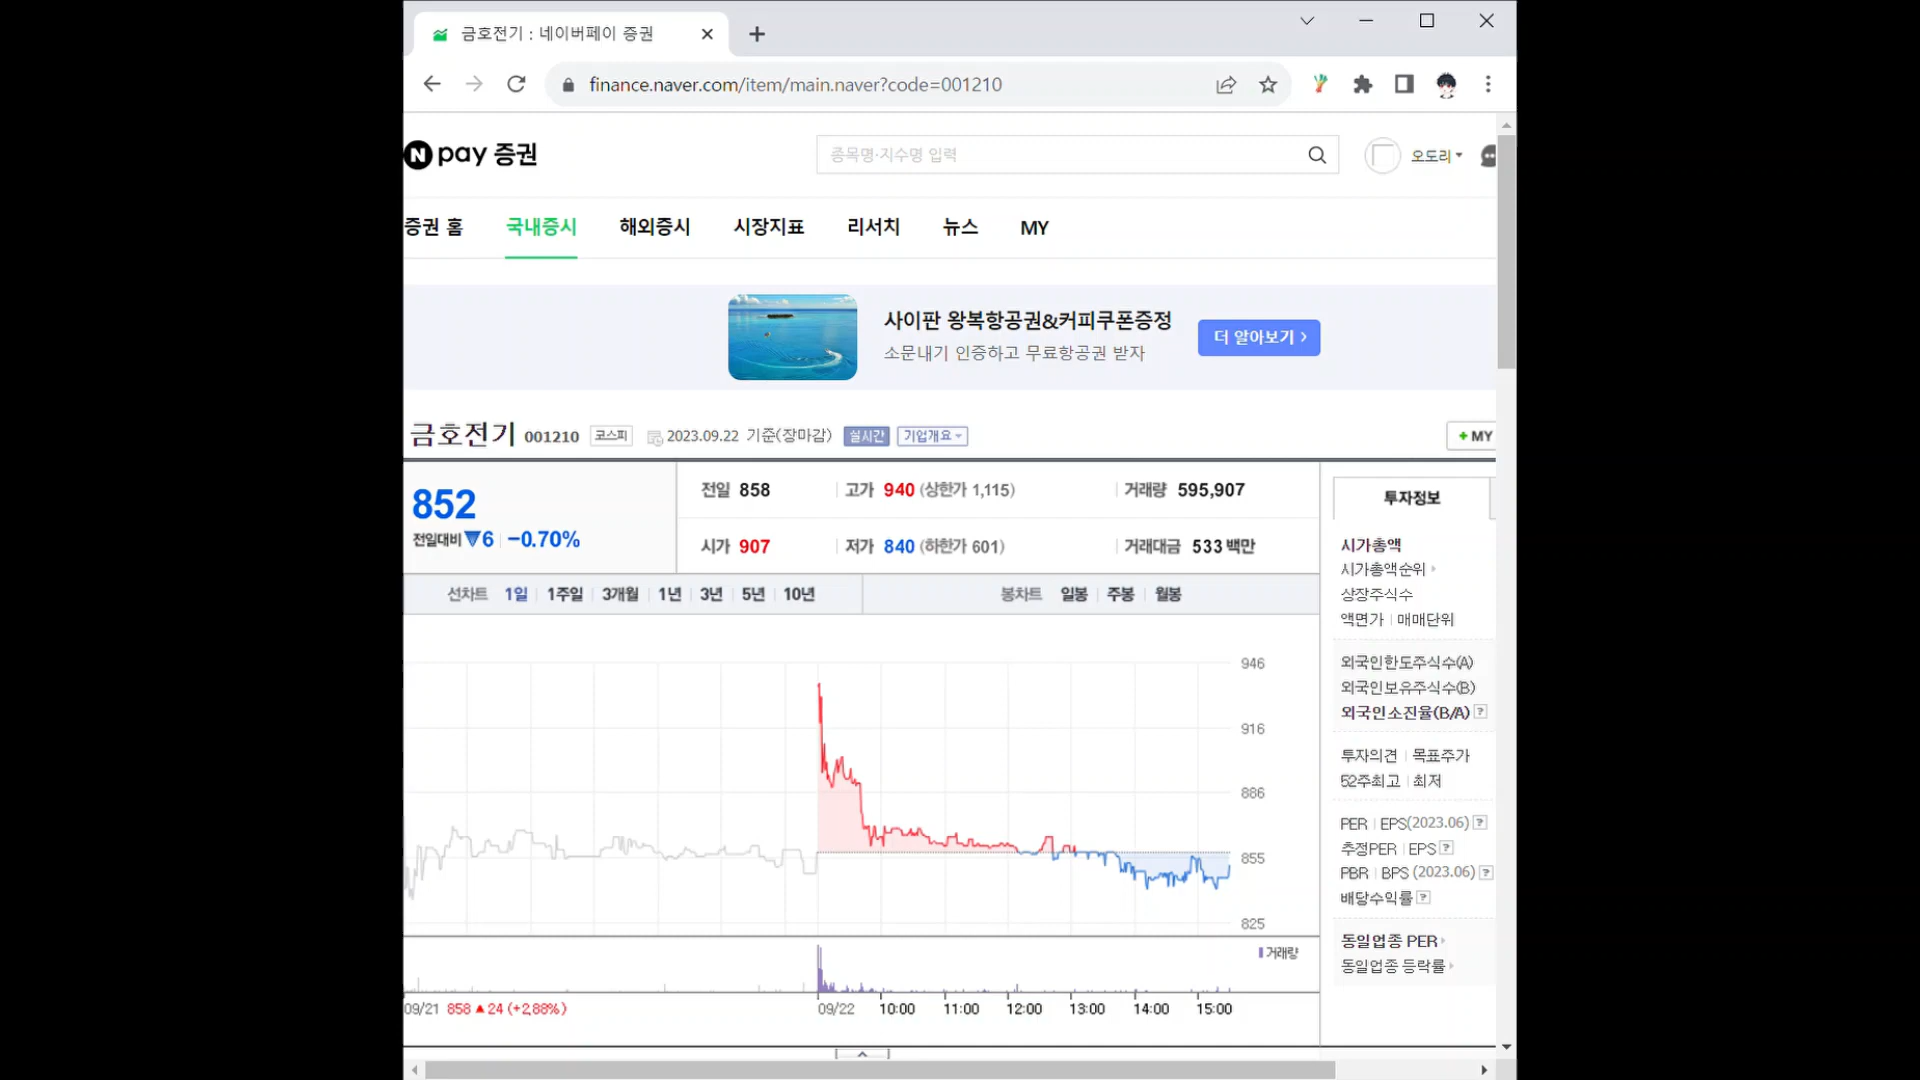 금호전기 : 네이버페이 증권
finance.naver.com/item/main.naver?code=001210
N pay 증권
종목명·지수명 입력
오도리
증권 홈 국내증시 해외증시 시장지표 리서치 뉴스 MY
사이판 왕복항공권&커피쿠폰증정
소문내기 인증하고 무료항공권 받자
더 알아보기
금호전기 001210 코스피 2023.09.22 기준(장마감) 실시간 기업개요
+ MY
852
전일대비 ▼6 -0.70%
전일 858 고가 940 (상한가 1,115) 거래량 595,907
시가 907 저가 840 (하한가 601) 거래대금 533 백만
선차트 1일 1주일 3개월 1년 3년 5년 10년 봉차트 일봉 주봉 월봉
946
916
886
855
825
거래량
09/21 858 ▲24 (+2,88%)
09/22 10:00 11:00 12:00 13:00 14:00 15:00
투자정보
시가총액
시가총액순위
상장주식수
액면가 매매단위
외국인한도주식수(A)
외국인보유주식수(B)
외국인소진율(B/A) ?
투자의견 목표주가
52주최고 최저
PER EPS(2023.06) ?
추정PER EPS ?
PBR BPS (2023.06) ?
배당수익률 ?
동일업종 PER
동일업종 등락률